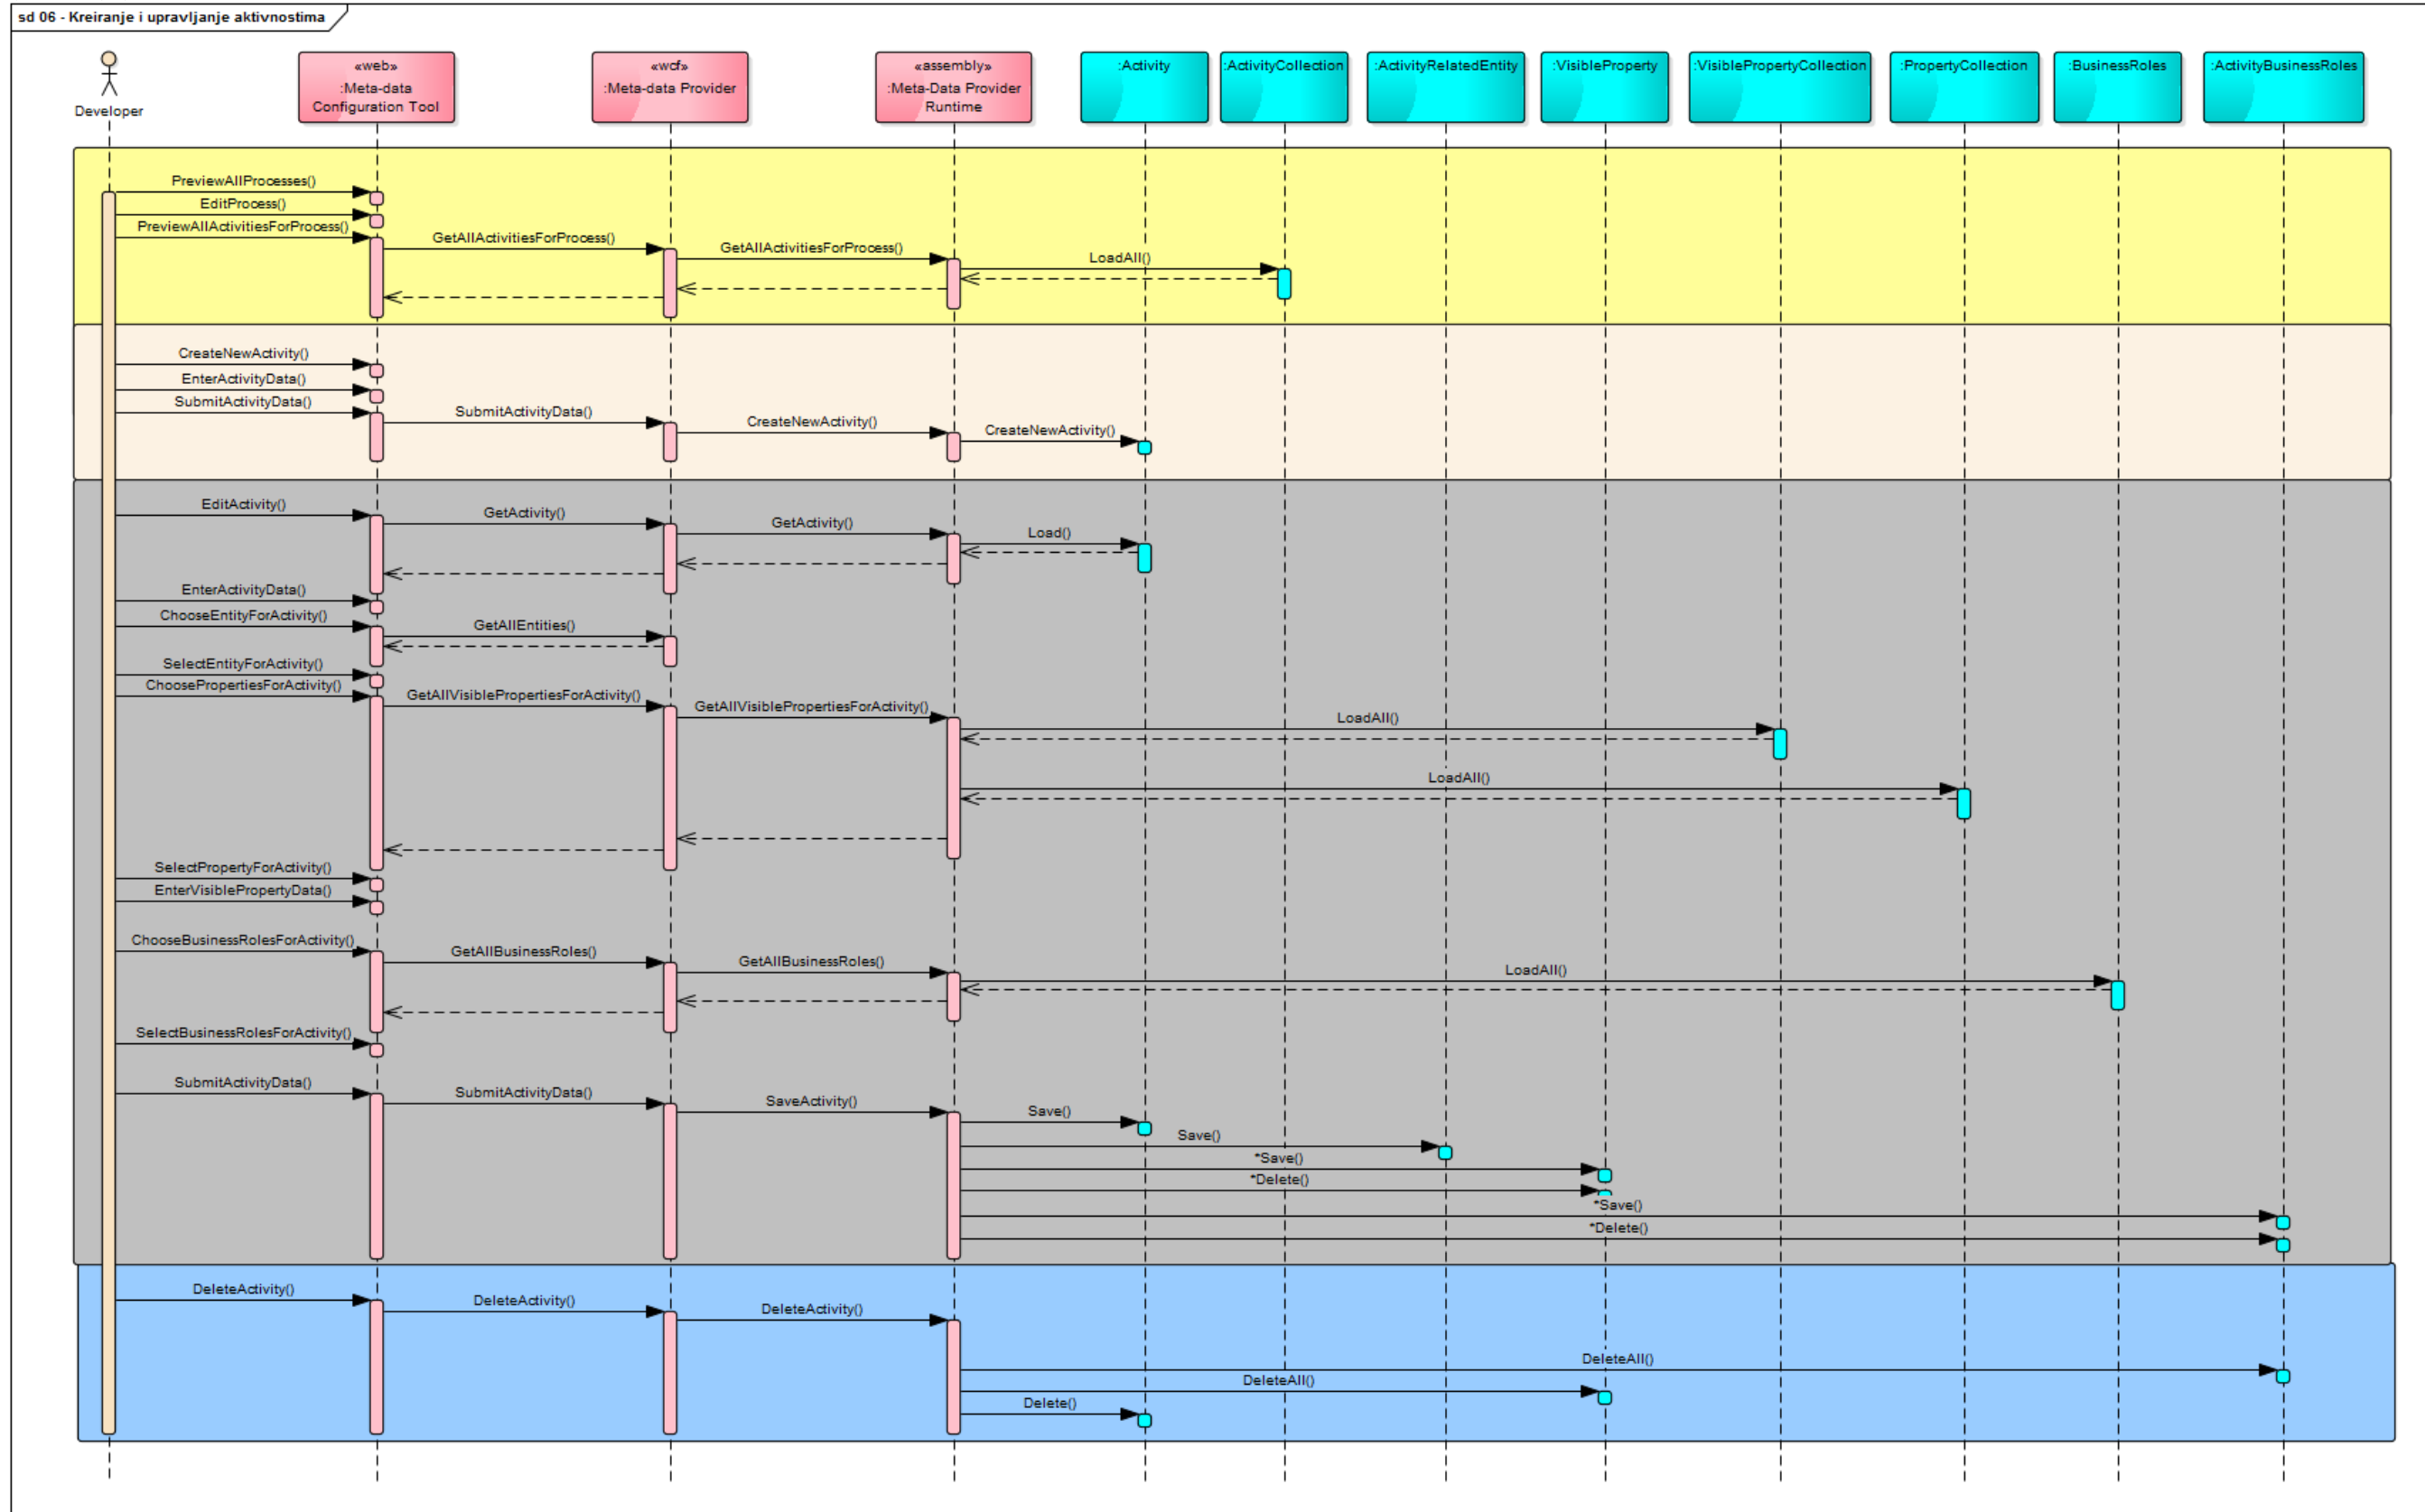 sd 06 - Kreiranje i upravljanje aktivnostima
Developer
«web»
:Meta-data
Configuration Tool
«wcf»
:Meta-data Provider
«assembly»
:Meta-Data Provider
Runtime
:Activity
:ActivityCollection
:ActivityRelatedEntity
:VisibleProperty
:VisiblePropertyCollection
:PropertyCollection
:BusinessRoles
:ActivityBusinessRoles
PreviewAllProcesses()
EditProcess()
PreviewAllActivitiesForProcess()
GetAllActivitiesForProcess()
GetAllActivitiesForProcess()
LoadAll()
CreateNewActivity()
EnterActivityData()
SubmitActivityData()
SubmitActivityData()
CreateNewActivity()
CreateNewActivity()
EditActivity()
GetActivity()
GetActivity()
Load()
EnterActivityData()
ChooseEntityForActivity()
GetAllEntities()
SelectEntityForActivity()
ChoosePropertiesForActivity()
GetAllVisiblePropertiesForActivity()
GetAllVisiblePropertiesForActivity()
LoadAll()
LoadAll()
SelectPropertyForActivity()
EnterVisiblePropertyData()
ChooseBusinessRolesForActivity()
GetAllBusinessRoles()
GetAllBusinessRoles()
LoadAll()
SelectBusinessRolesForActivity()
SubmitActivityData()
SubmitActivityData()
SaveActivity()
Save()
Save()
*Save()
*Delete()
*Save()
*Delete()
DeleteActivity()
DeleteActivity()
DeleteActivity()
DeleteAll()
DeleteAll()
Delete()